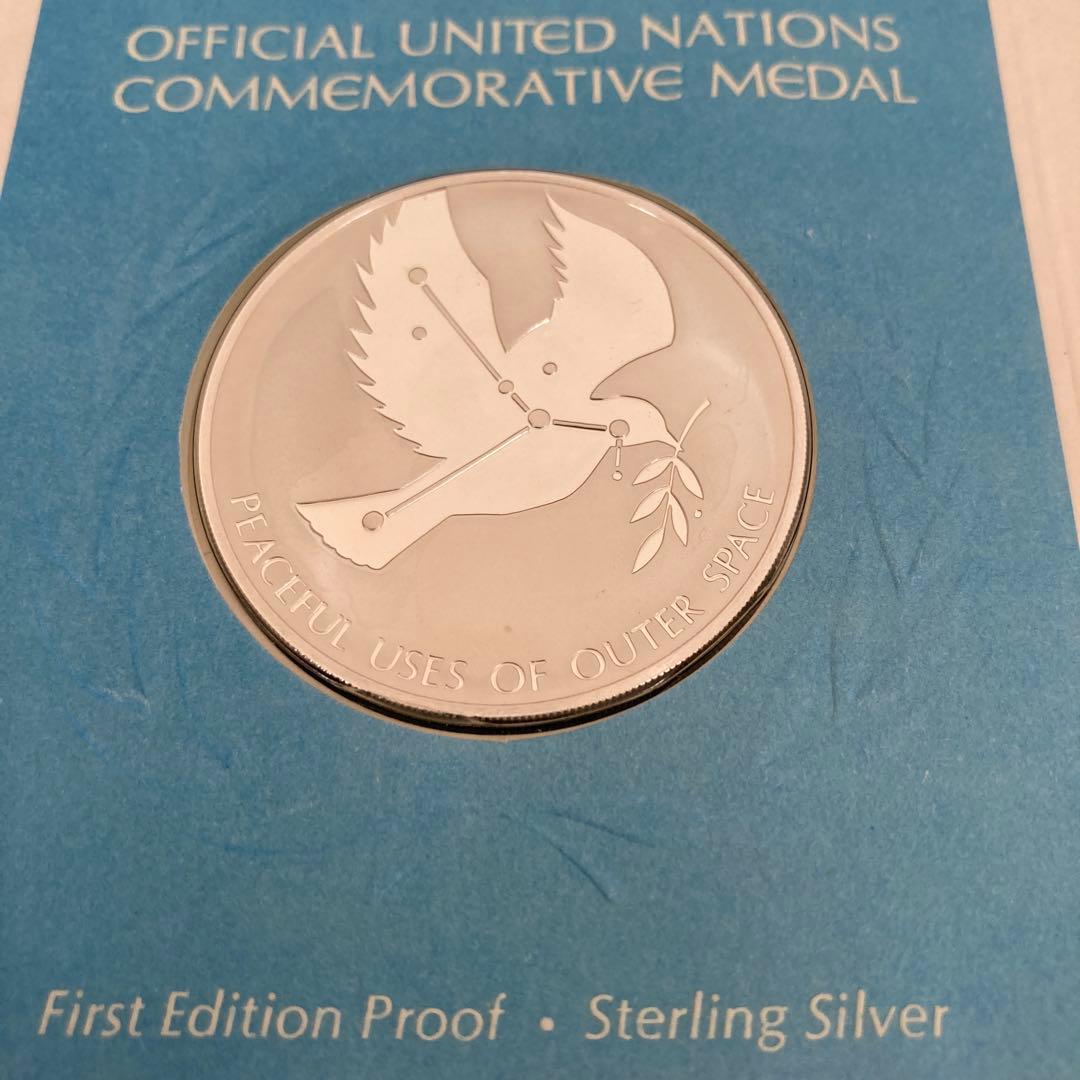 OFFICIAL UNITED NATIONS
COMMEMORATIVE MEDAL
PEACEFUL USES OF OUTER SPACE
First Edition Proof • Sterling Silver